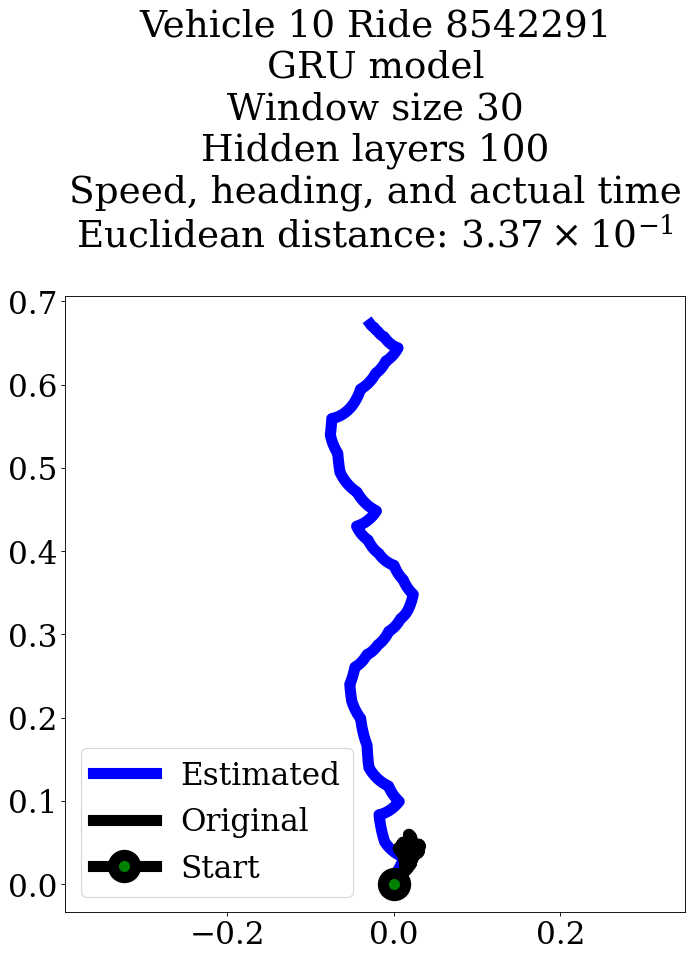 Vehicle 10 Ride 8542291
GRU model
Window size 30
Hidden layers 100
Speed, heading, and actual time
Euclidean distance: 3.37 × 10⁻¹
0.7
0.6
0.5
0.4
0.3
0.2
0.1
0.0
Estimated
Original
Start
−0.2 0.0 0.2